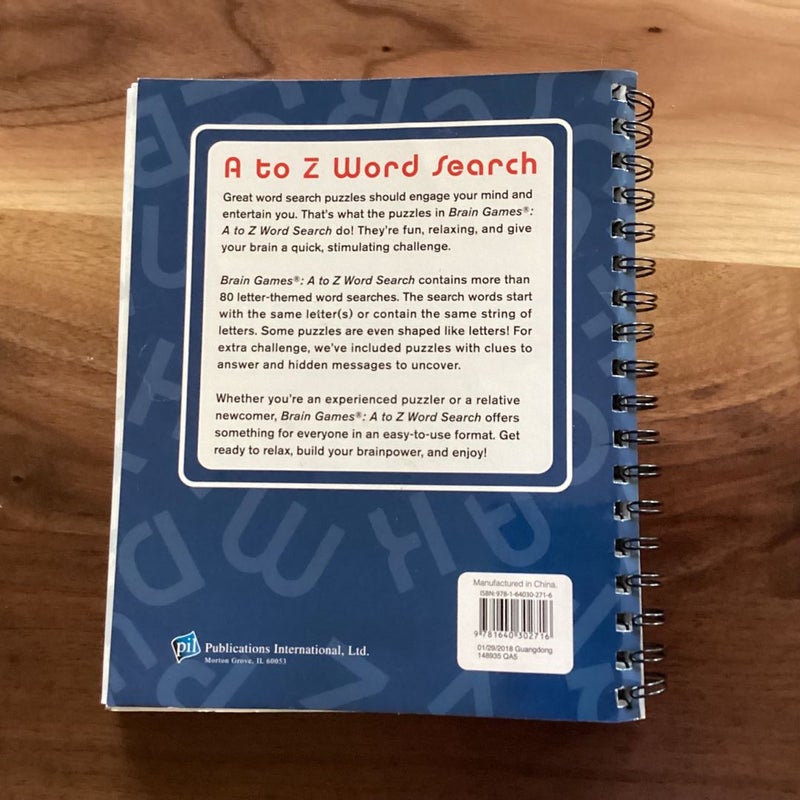 A to Z Word Search
Great word search puzzles should engage your mind and
entertain you. That's what the puzzles in Brain Games®:
A to Z Word Search do! They're fun, relaxing, and give
your brain a quick, stimulating challenge.
Brain Games®: A to Z Word Search contains more than
80 letter-themed word searches. The search words start
with the same letter(s) or contain the same string of
letters. Some puzzles are even shaped like letters! For
extra challenge, we've included puzzles with clues to
answer and hidden messages to uncover.
Whether you're an experienced puzzler or a relative
newcomer, Brain Games®: A to Z Word Search offers
something for everyone in an easy-to-use format. Get
ready to relax, build your brainpower, and enjoy!
Manufactured in China.
ISBN: 978-1-64030-271-6
9 781640 302716
01/29/2018 Guangdong
148935 QA5
pil Publications International, Ltd.
Morton Grove, IL 60053